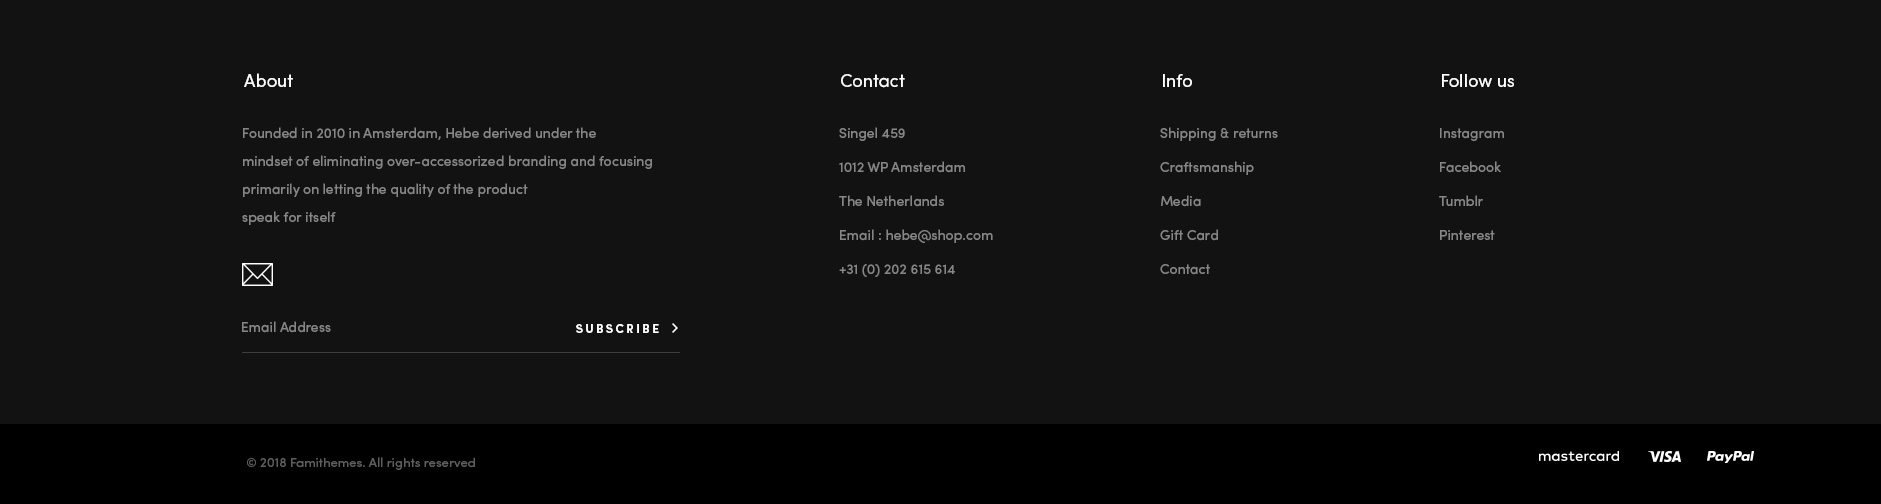 About
Founded in 2010 in Amsterdam, Hebe derived under the
mindset of eliminating over-accessorized branding and focusing
primarily on letting the quality of the product
speak for itself
Email Address
SUBSCRIBE
Contact
Singel 459
1012 WP Amsterdam
The Netherlands
Email : hebe@shop.com
+31 (0) 202 615 614
Info
Shipping & returns
Craftsmanship
Media
Gift Card
Contact
Follow us
Instagram
Facebook
Tumblr
Pinterest
© 2018 Famithemes. All rights reserved
mastercard VISA PayPal